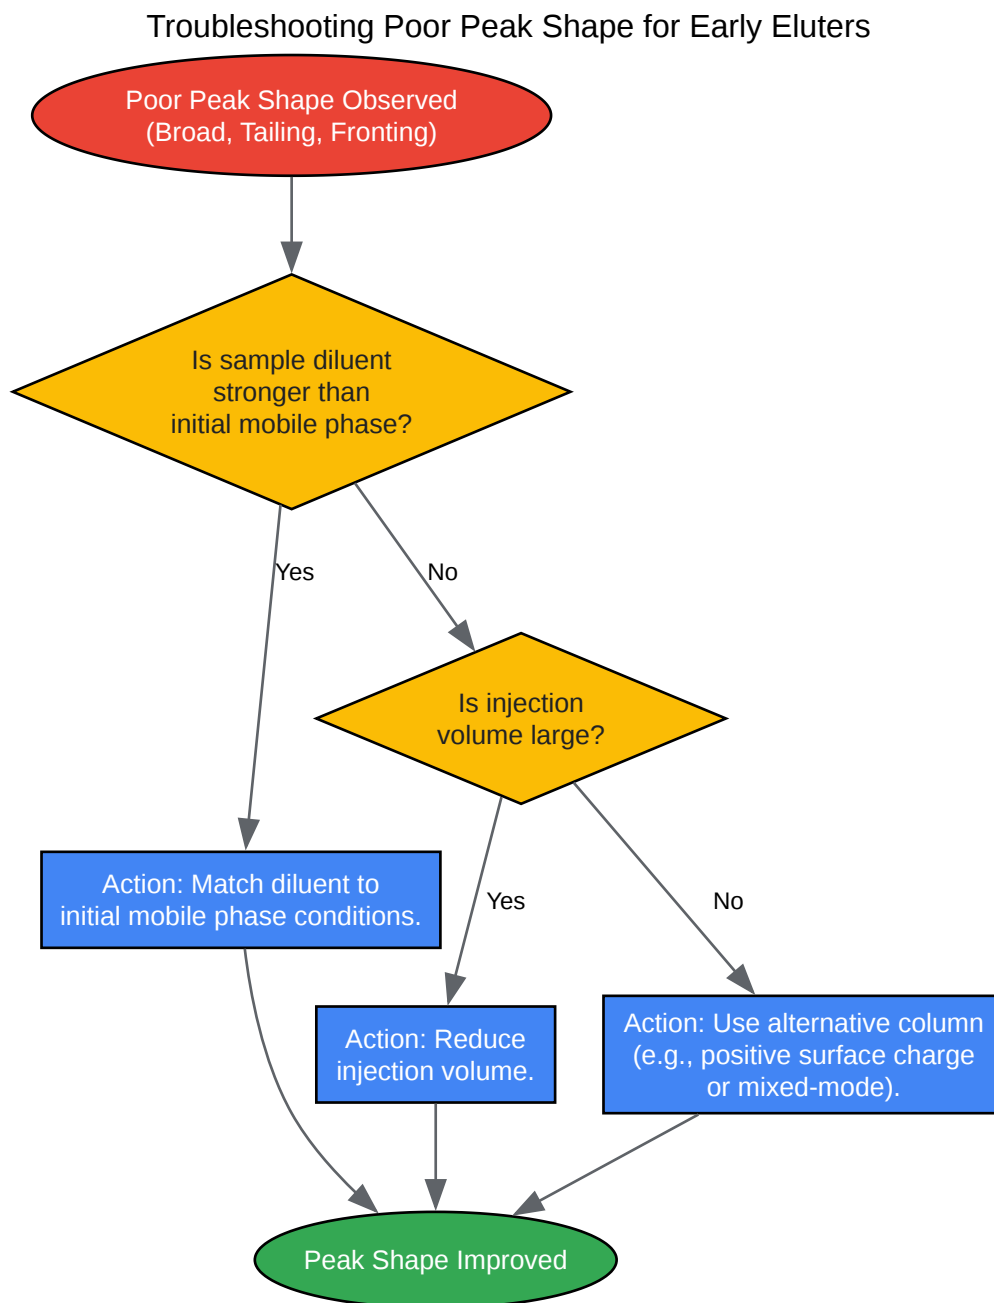 Troubleshooting Poor Peak Shape for Early Eluters
Poor Peak Shape Observed
(Broad, Tailing, Fronting)
Is sample diluent
stronger than
initial mobile phase?
Yes
No
Is injection
volume large?
Action: Match diluent to
initial mobile phase conditions.
Yes
No
Action: Reduce
injection volume.
Action: Use alternative column
(e.g., positive surface charge
or mixed-mode).
Peak Shape Improved